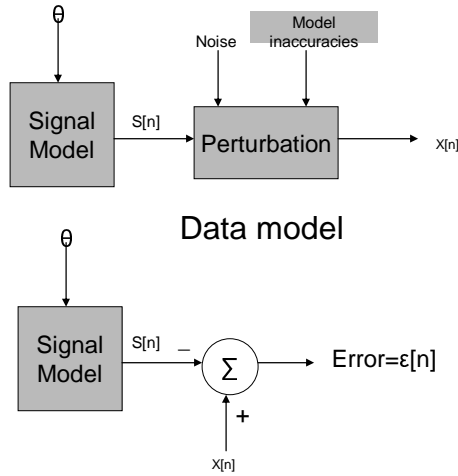 θ
Noise
Model
inaccuracies
Signal
Model
S[n]
Perturbation
X[n]
Data model
θ
Signal
Model
S[n]
–
Σ
Error=ε[n]
+
X[n]